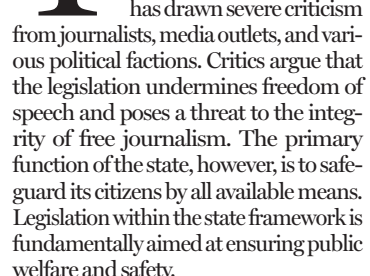 has drawn severe criticism
from journalists, media outlets, and vari-
ous political factions. Critics argue that
the legislation undermines freedom of
speech and poses a threat to the integ-
rity of free journalism. The primary
function of the state, however, is to safe-
guard its citizens by all available means.
Legislation within the state framework is
fundamentally aimed at ensuring public
welfare and safety.